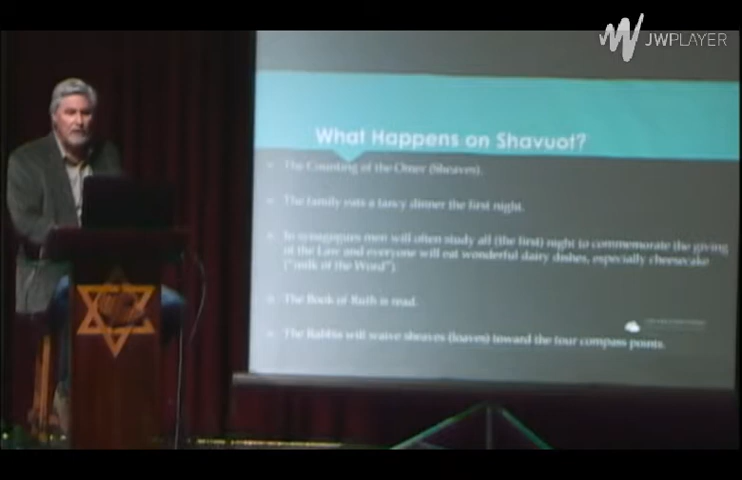 JWPLAYER
What Happens on Shavuot?
The Counting of the Omer (Sheaves).
The family eats a fancy dinner the first night.
In synagogues men will often study all (the first) night to commemorate the giving
of the Law and everyone will eat wonderful dairy dishes, especially cheesecake
("milk of the Word").
The Book of Ruth is read.
The Rabbis will waive sheaves (loaves) toward the four compass points.